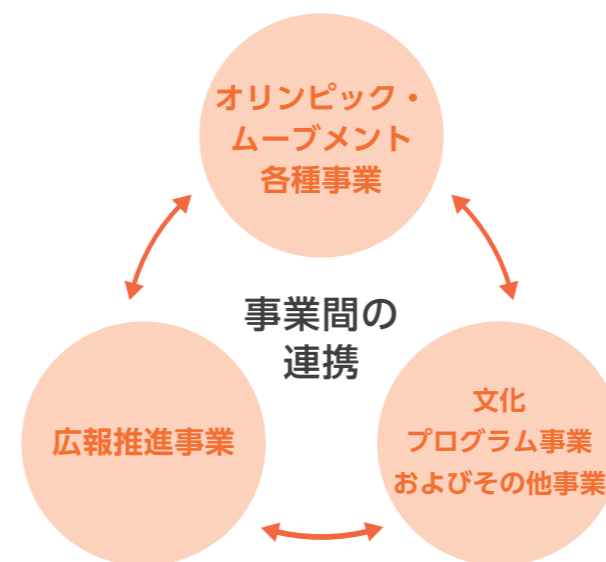 オリンピック・
ムーブメント
各種事業
事業間の
連携
広報推進事業
文化
プログラム事業
およびその他事業